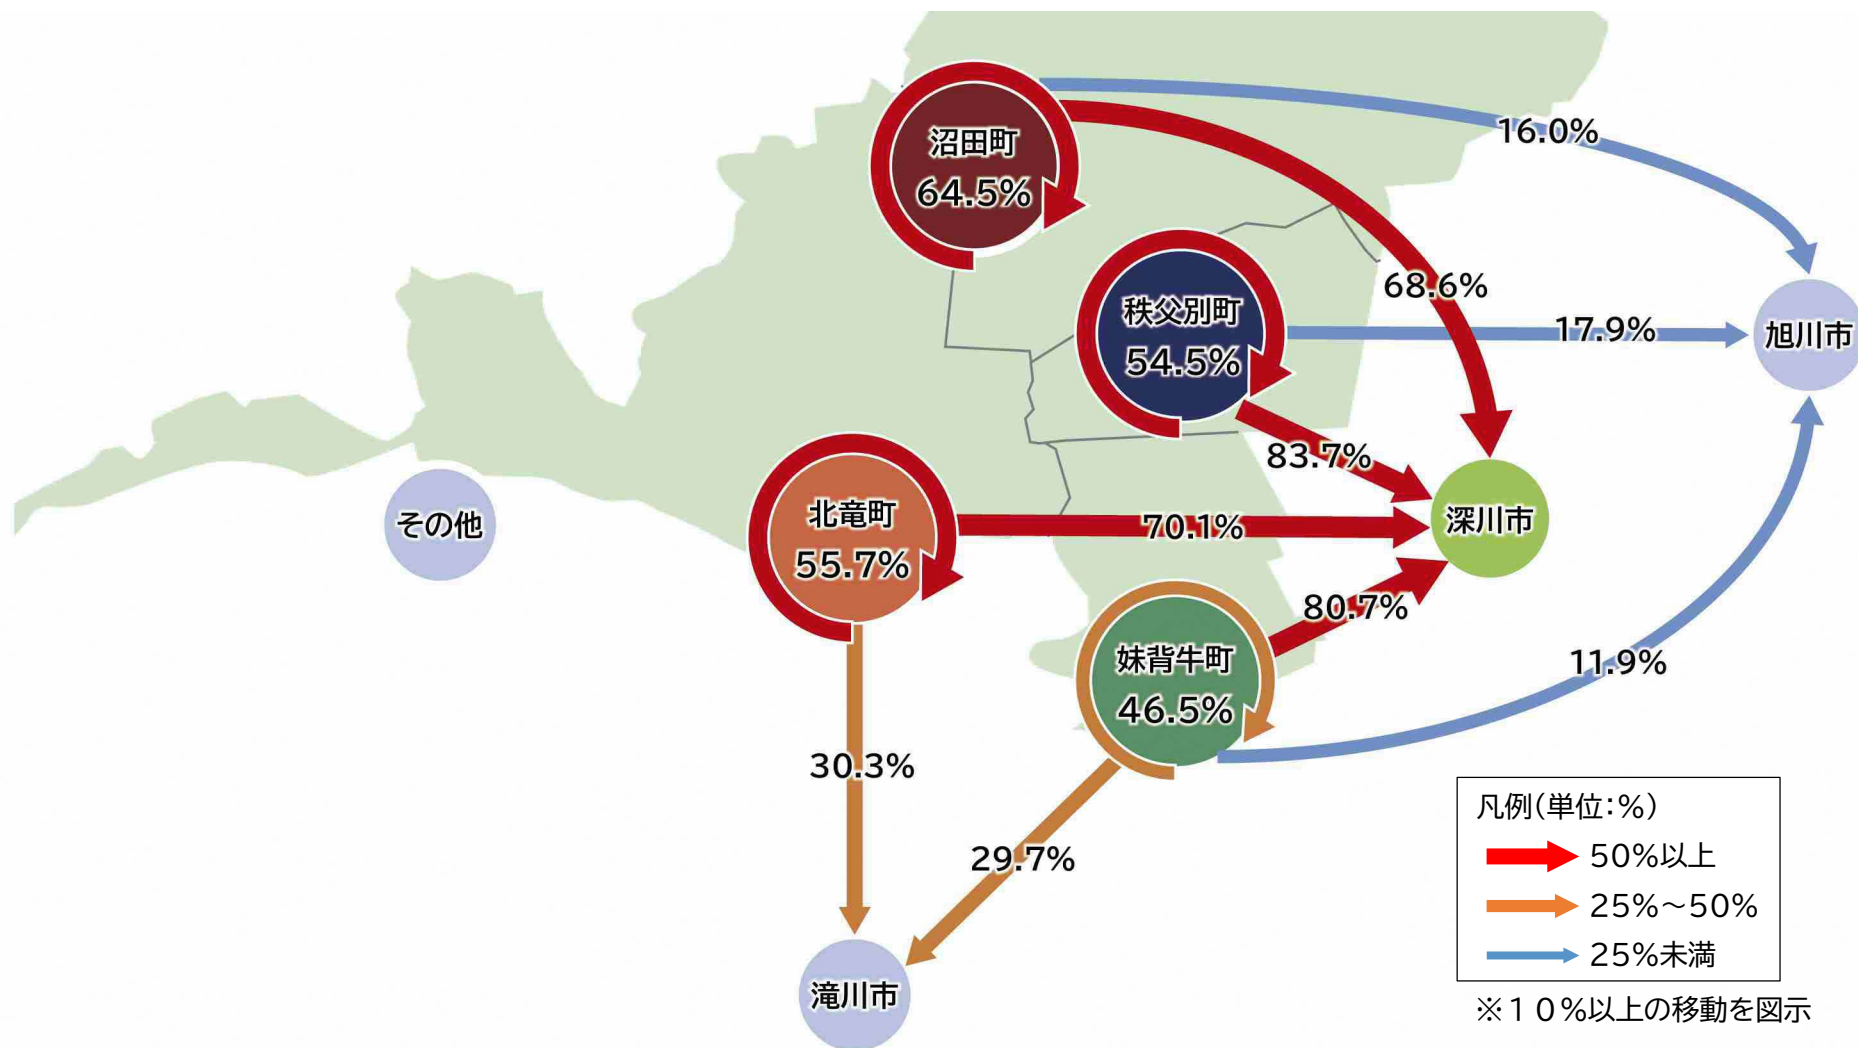 沼田町
64.5%
16.0%
68.6%
秩父別町
54.5%
17.9%
旭川市
83.7%
その他
北竜町
55.7%
70.1%
深川市
80.7%
妹背牛町
46.5%
11.9%
30.3%
29.7%
滝川市
凡例(単位:%)
50%以上
25%～50%
25%未満
※１０%以上の移動を図示